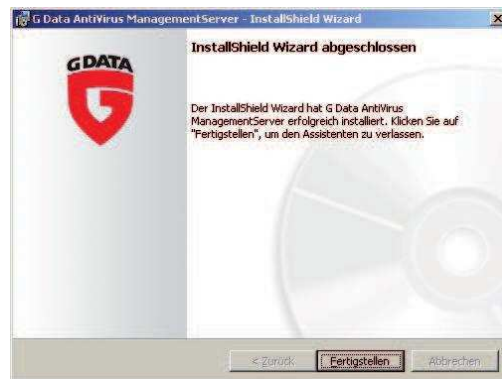 G Data AntiVirus ManagementServer - InstallShield Wizard
G DATA
InstallShield Wizard abgeschlossen
Der InstallShield Wizard hat G Data AntiVirus
ManagementServer erfolgreich installiert. Klicken Sie auf
"Fertigstellen", um den Assistenten zu verlassen.
< Zurück
Fertigstellen
Abbrechen